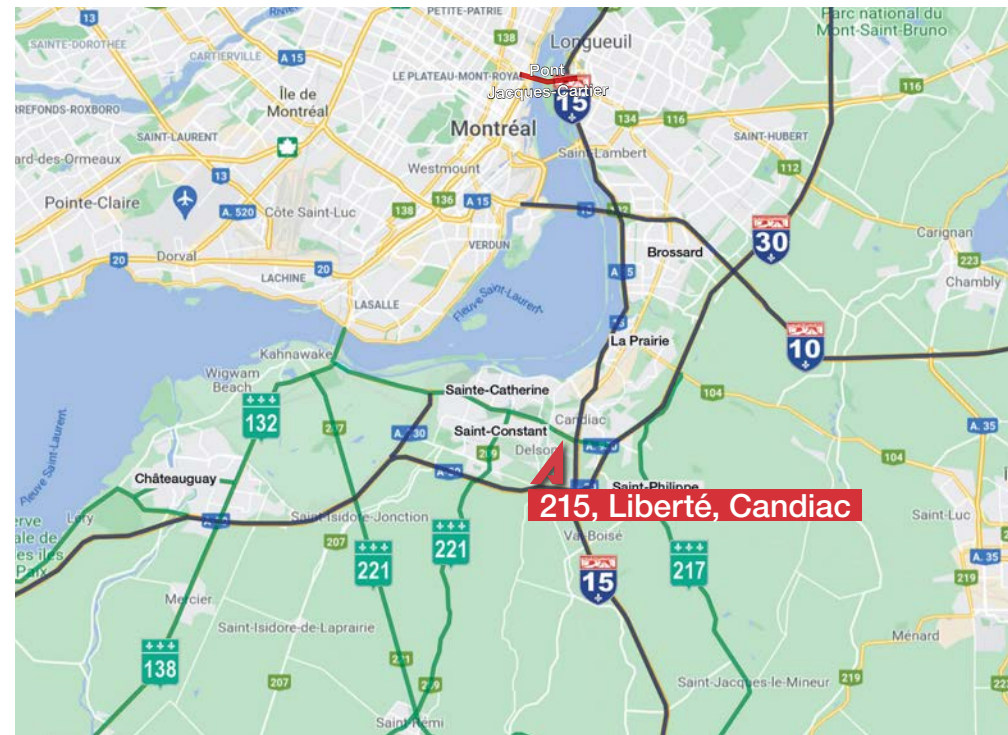 13
PETITE-PATRIE
Parc national du
Mont-Saint-Bruno
SAINTE-DOROTHÉE
138
Longueuil
CARTIERVILLE
A 15
LE PLATEAU-MONT-ROYAL
Pont
Jacques-Cartier
15
116
Île de
Montréal
RREFONDS-ROXBORO
134
116
SAINT-LAURENT
Montréal
SAINT-HUBERT
ard-des-Ormeaux
Saint-Lambert
Westmount
112
13
Pointe-Claire
A. 520
Côte Saint-Luc
138
136
A 15
VERDUN
30
Carignan
Brossard
223
Dorval
20
20
LACHINE
Chambly
LASALLE
Fleuve Saint-Laurent
La Prairie
10
Kahnawake
Wigwam
Beach
Sainte-Catherine
104
132
Candiac
A. 35
Saint-Constant
Delson
209
104
Fleuve Saint-Laurent
Châteauguay
Saint-Philippe
215, Liberté, Candiac
Léry
Saint-Isidore-Jonction
Saint-Luc
207
221
221
217
A. 35
15
219
Mercier
Saint-Isidore-de-Laprairie
Ménard
138
221
207
209
Saint-Jacques-le-Mineur
219
Saint-Rémi